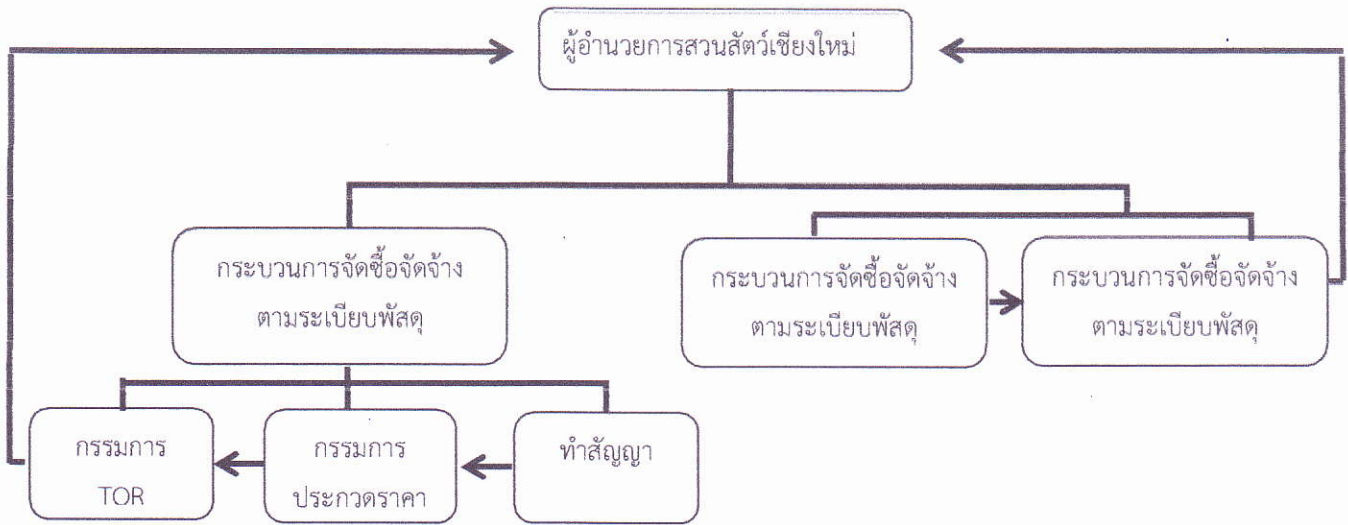 ผู้อำนวยการสวนสัตว์เชียงใหม่
กระบวนการจัดซื้อจัดจ้าง
ตามระเบียบพัสดุ
กระบวนการจัดซื้อจัดจ้าง
ตามระเบียบพัสดุ
กระบวนการจัดซื้อจัดจ้าง
ตามระเบียบพัสดุ
กรรมการ
TOR
กรรมการ
ประกวดราคา
ทำสัญญา